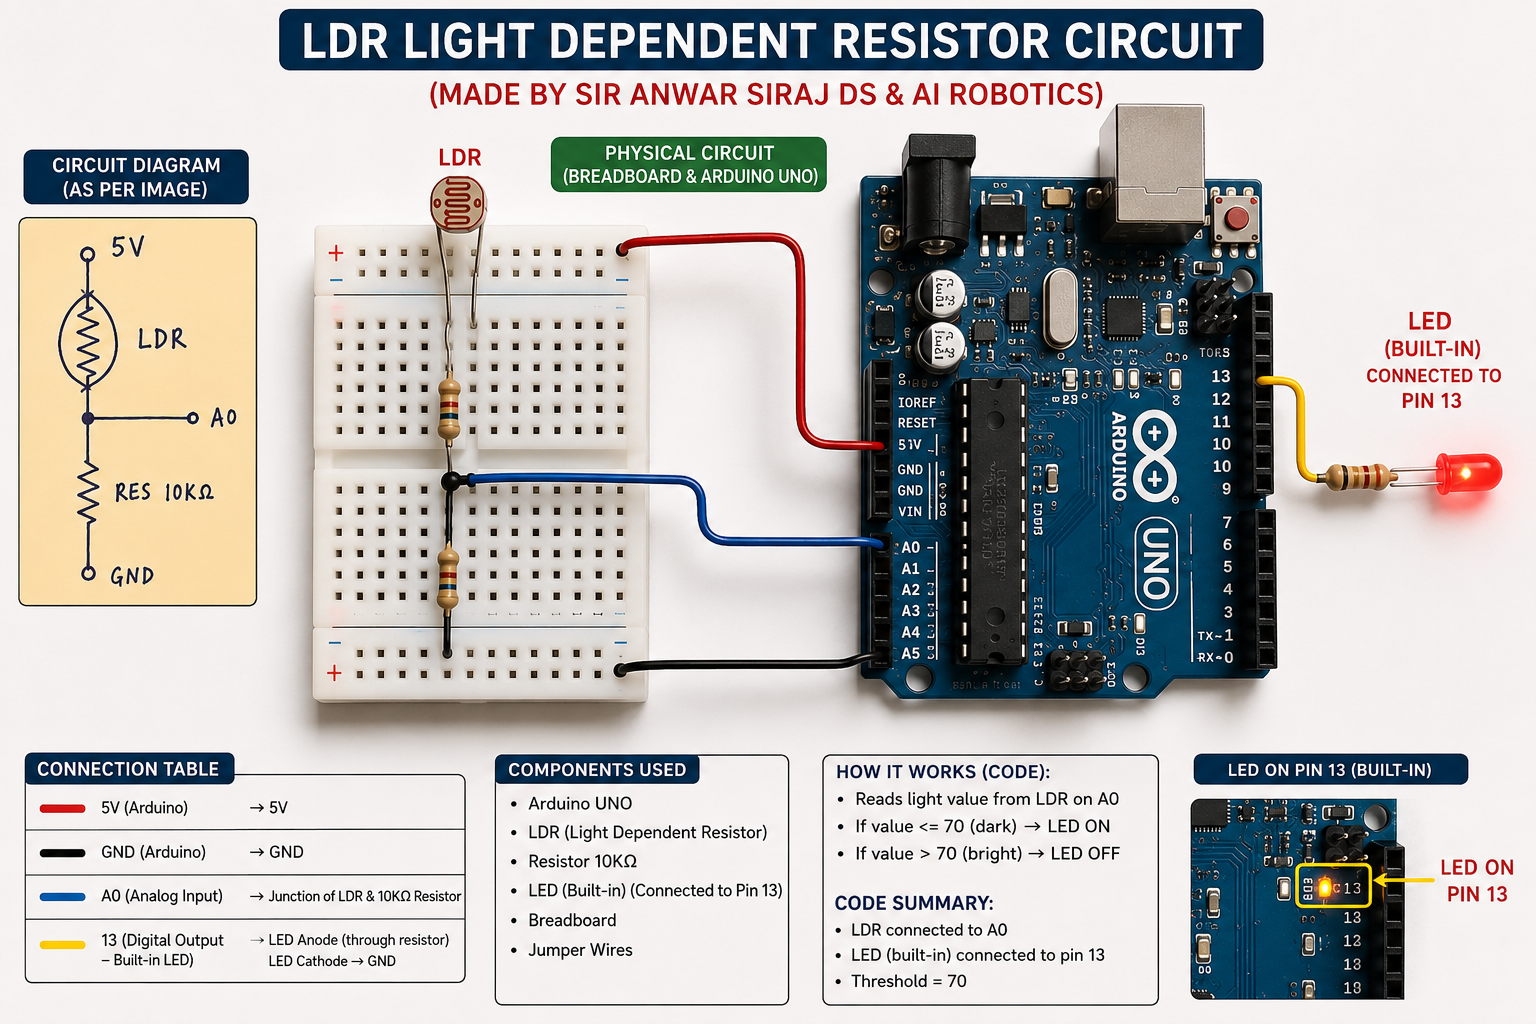 LDR LIGHT DEPENDENT RESISTOR CIRCUIT
(MADE BY SIR ANWAR SIRAJ DS & AI ROBOTICS)
CIRCUIT DIAGRAM
(AS PER IMAGE)
5V
LDR
A0
RES 10KΩ
GND
LDR
PHYSICAL CIRCUIT
(BREADBOARD & ARDUINO UNO)
+
−
−
+
IOREF
RESET
GND
GND
VIN
A0
A1
A2
A3
A4
A5
ARDUINO
UNO
13
12
11
10
10
9
7
6
5
4
3
TX~1
RX~0
LED
(BUILT-IN)
CONNECTED TO
PIN 13
CONNECTION TABLE
5V (Arduino) → 5V
GND (Arduino) → GND
A0 (Analog Input) → Junction of LDR & 10KΩ Resistor
13 (Digital Output → LED Anode (through resistor)
– Built-in LED) LED Cathode → GND
COMPONENTS USED
• Arduino UNO
• LDR (Light Dependent Resistor)
• Resistor 10KΩ
• LED (Built-in) (Connected to Pin 13)
• Breadboard
• Jumper Wires
HOW IT WORKS (CODE):
• Reads light value from LDR on A0
• If value <= 70 (dark) → LED ON
• If value > 70 (bright) → LED OFF
CODE SUMMARY:
• LDR connected to A0
• LED (built-in) connected to pin 13
• Threshold = 70
LED ON PIN 13 (BUILT-IN)
13
13
LED ON
PIN 13